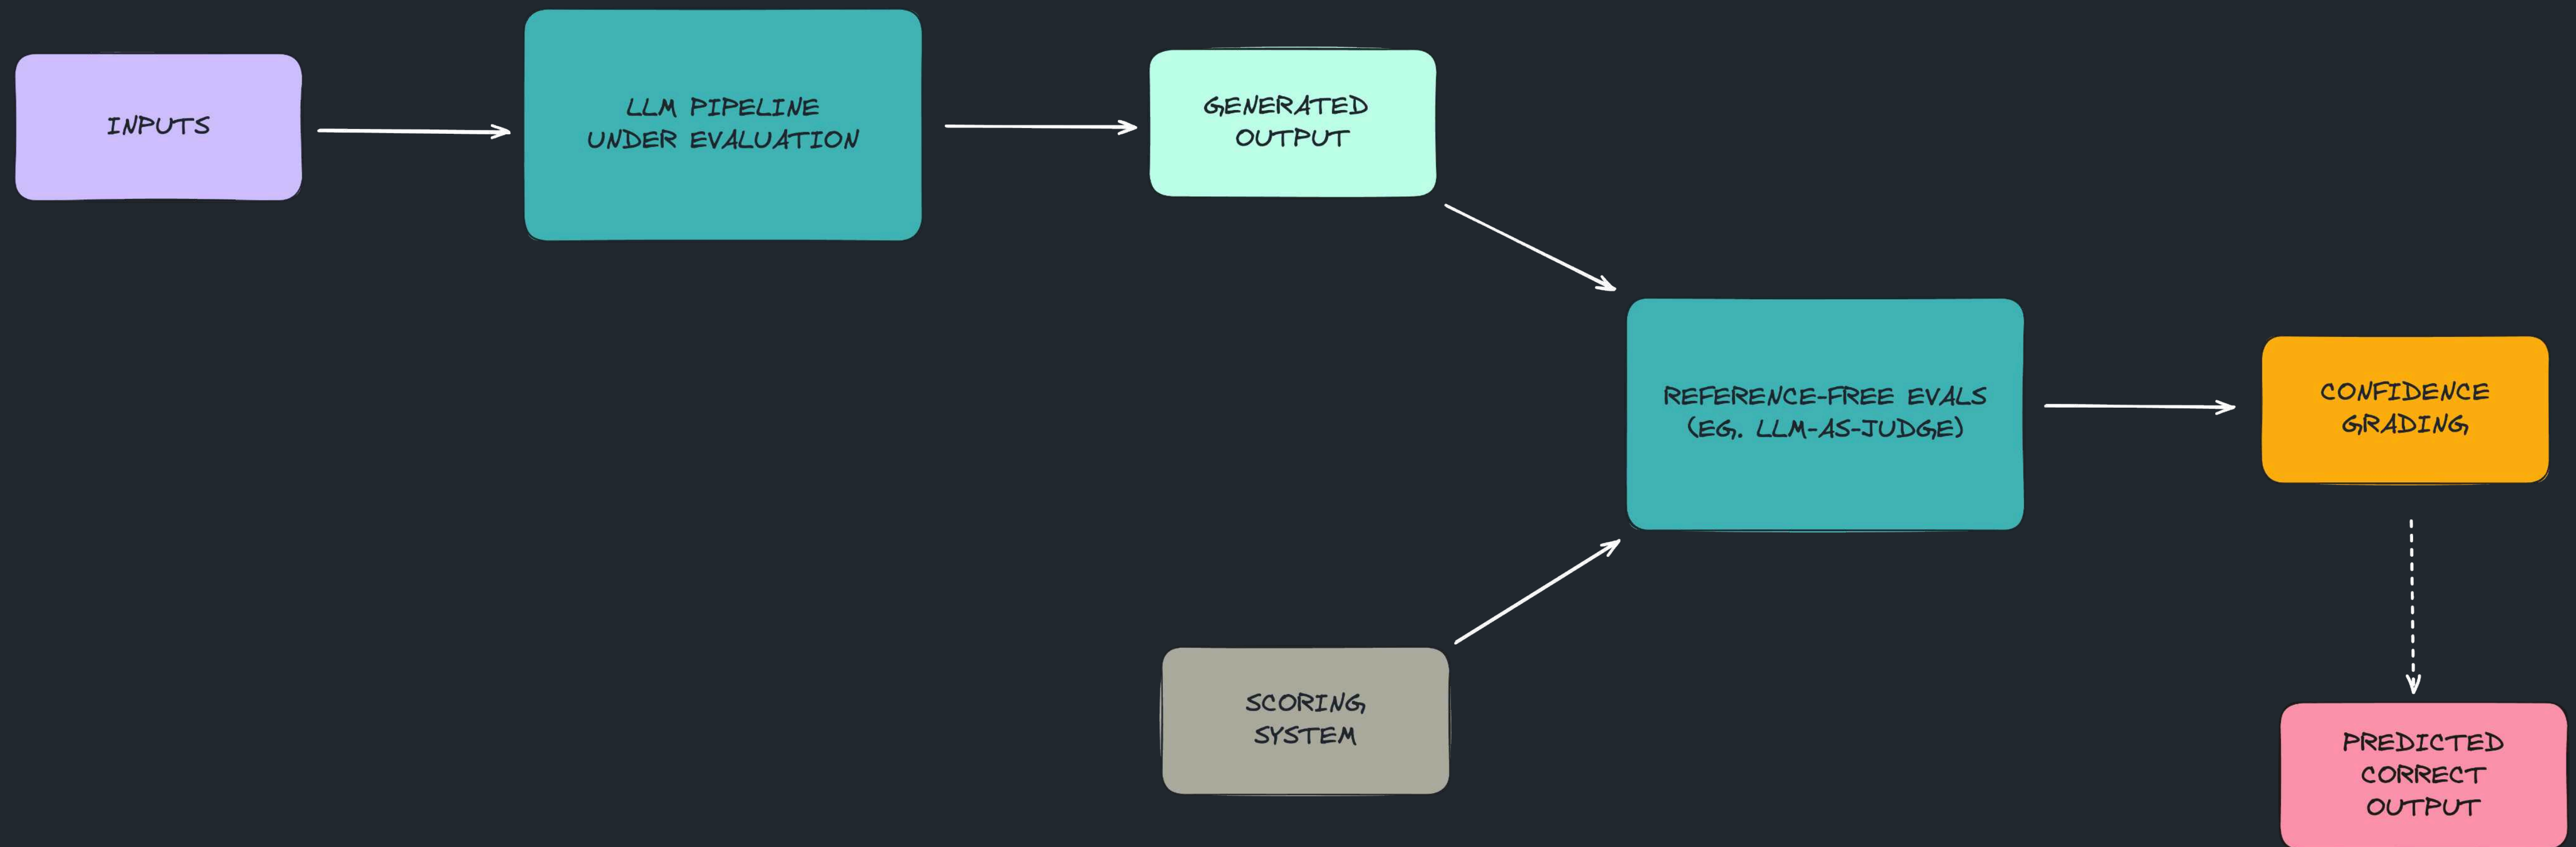 INPUTS
LLM PIPELINE
UNDER EVALUATION
GENERATED
OUTPUT
REFERENCE-FREE EVALS
(EG. LLM-AS-JUDGE)
CONFIDENCE
GRADING
SCORING
SYSTEM
PREDICTED
CORRECT
OUTPUT